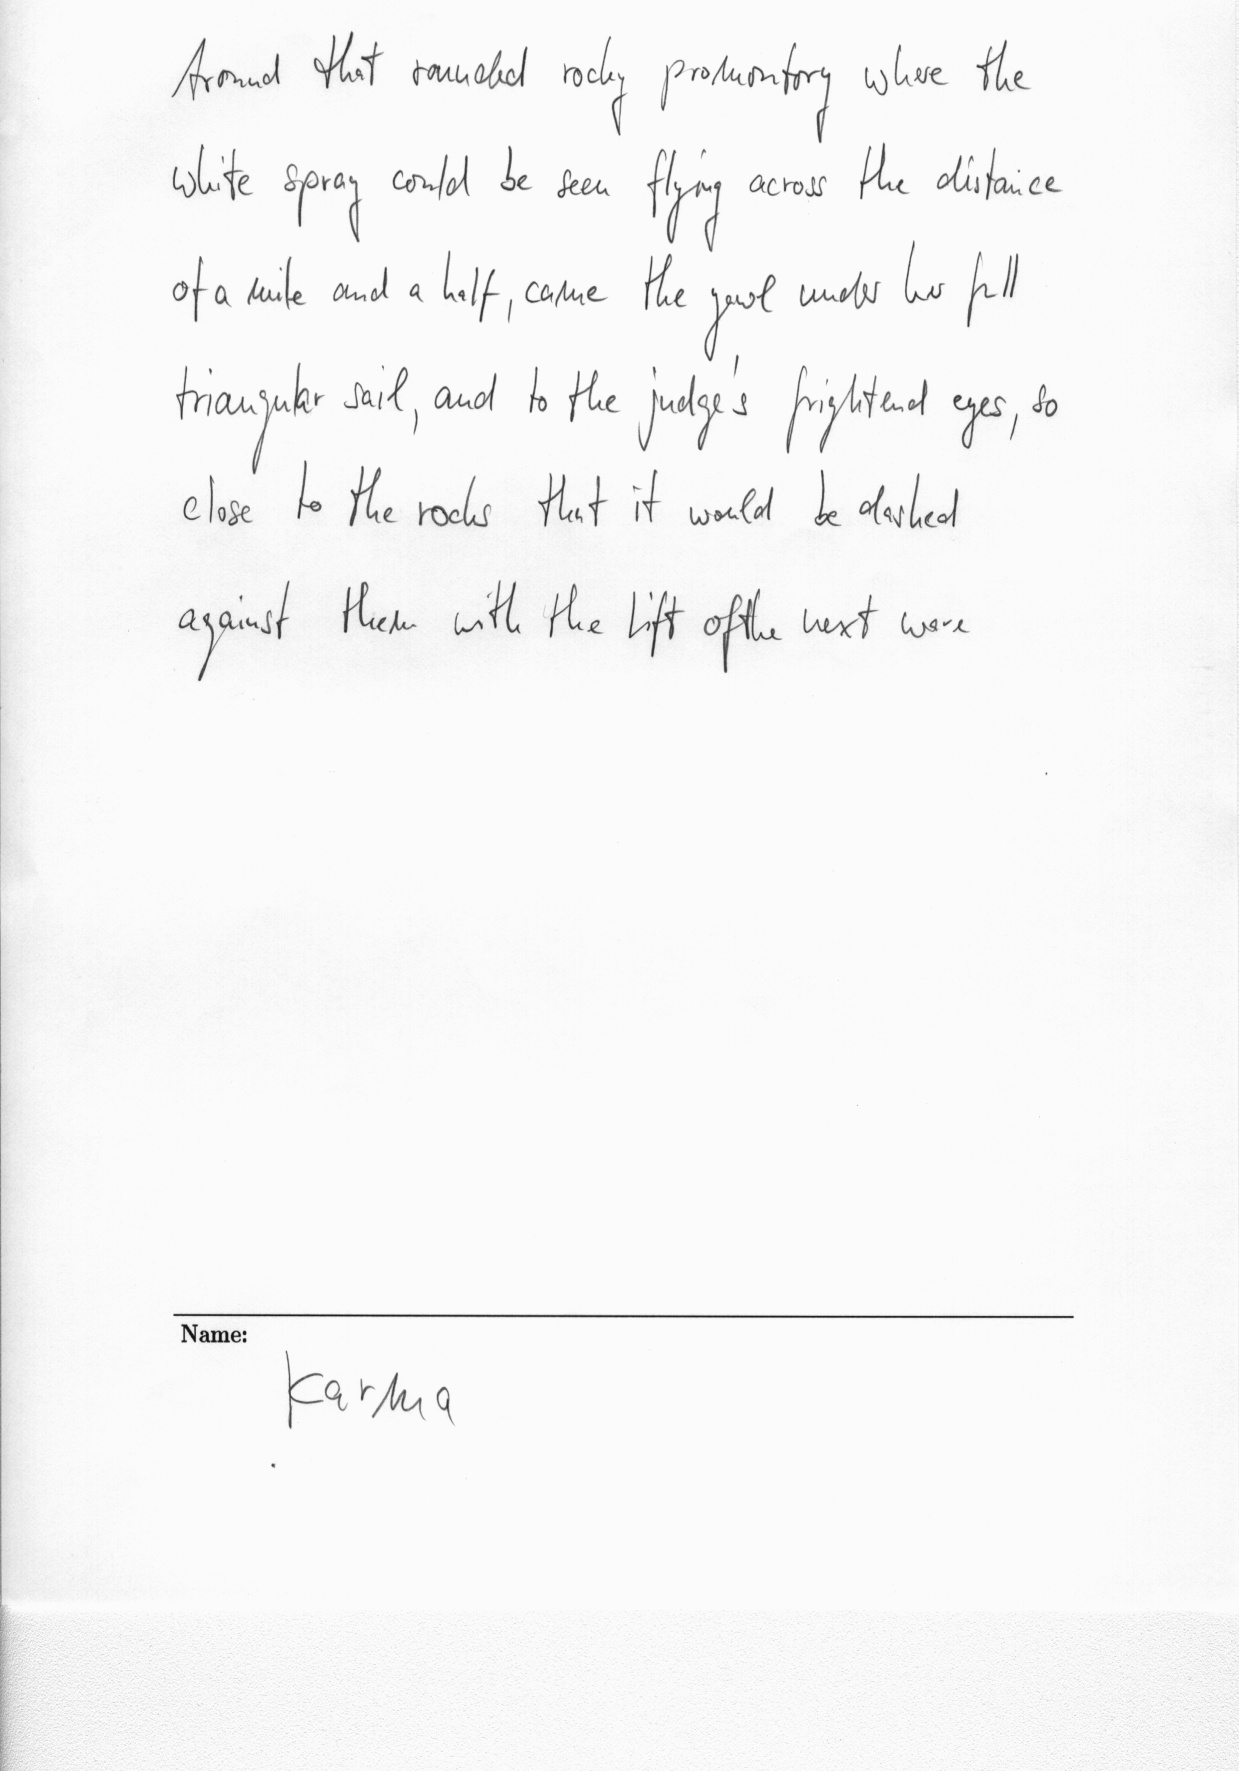 Around that rounded rocky promontory where the
white spray could be seen flying across the distance
of a mile and a half, came the yawl under her full
triangular sail, and to the judge's frightend eyes, so
close to the rocks that it would be dashed
against them with the lift of the next wave
Name:
Karma